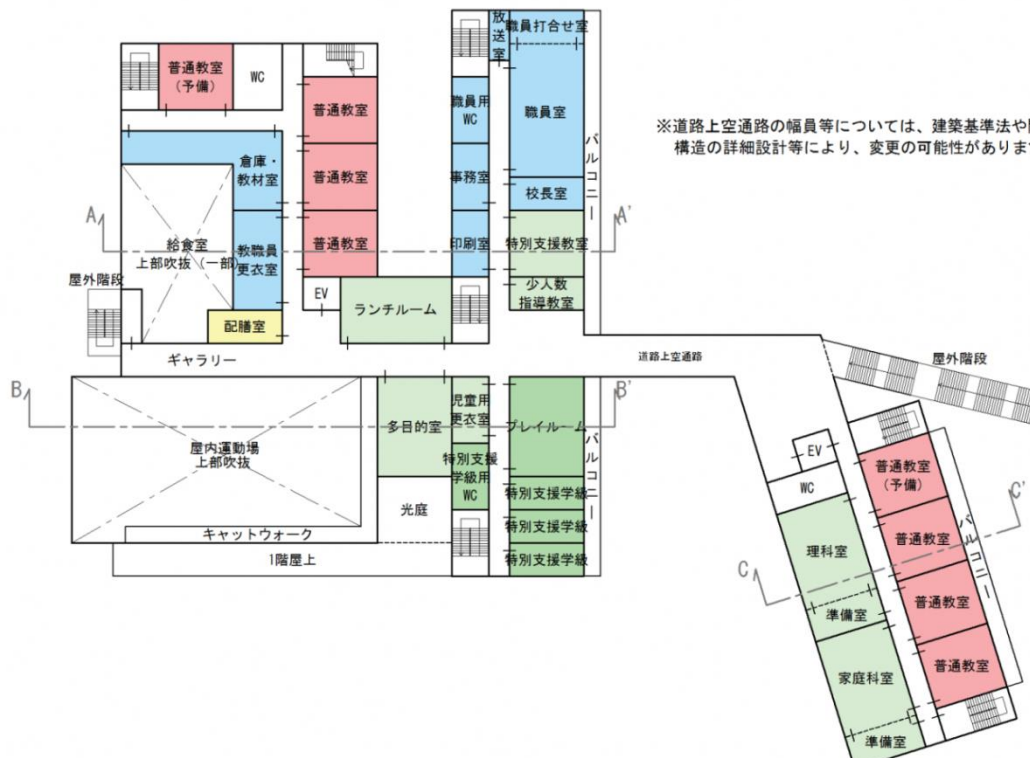 放送室
職員打合せ室
普通教室
(予備)
WC
普通教室
職員用
WC
職員室
バルコニー
※道路上空通路の幅員等については、建築基準法や
構造の詳細設計等により、変更の可能性がありま
倉庫・
教材室
普通教室
事務室
校長室
A
A'
給食室
上部吹抜(一部)
教職員
更衣室
普通教室
印刷室
特別支援教室
屋外階段
EV
ランチルーム
少人数
指導教室
配膳室
ギャラリー
道路上空通路
屋外階段
B
B'
屋内運動場
上部吹抜
多目的室
児童用
更衣室
プレイルーム
バルコニー
特別支援
学級用
WC
特別支援学級
光庭
特別支援学級
キャットウォーク
1階屋上
特別支援学級
EV
WC
普通教室
(予備)
C
C'
理科室
普通教室
バルコニー
準備室
普通教室
家庭科室
普通教室
準備室